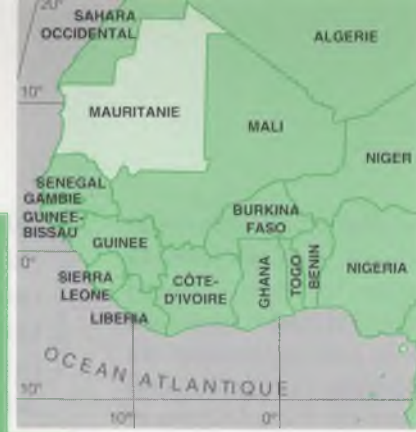 20°
SAHARA
OCCIDENTAL
ALGERIE
10°
MAURITANIE
MALI
NIGER
SENEGAL
GAMBIE
GUINEE-
BISSAU
BURKINA
FASO
GUINEE
0°
SIERRA
LEONE
CÔTE-
D'IVOIRE
GHANA
TOGO
BENIN
NIGERIA
LIBERIA
OCEAN ATLANTIQUE
10°
10°
0°